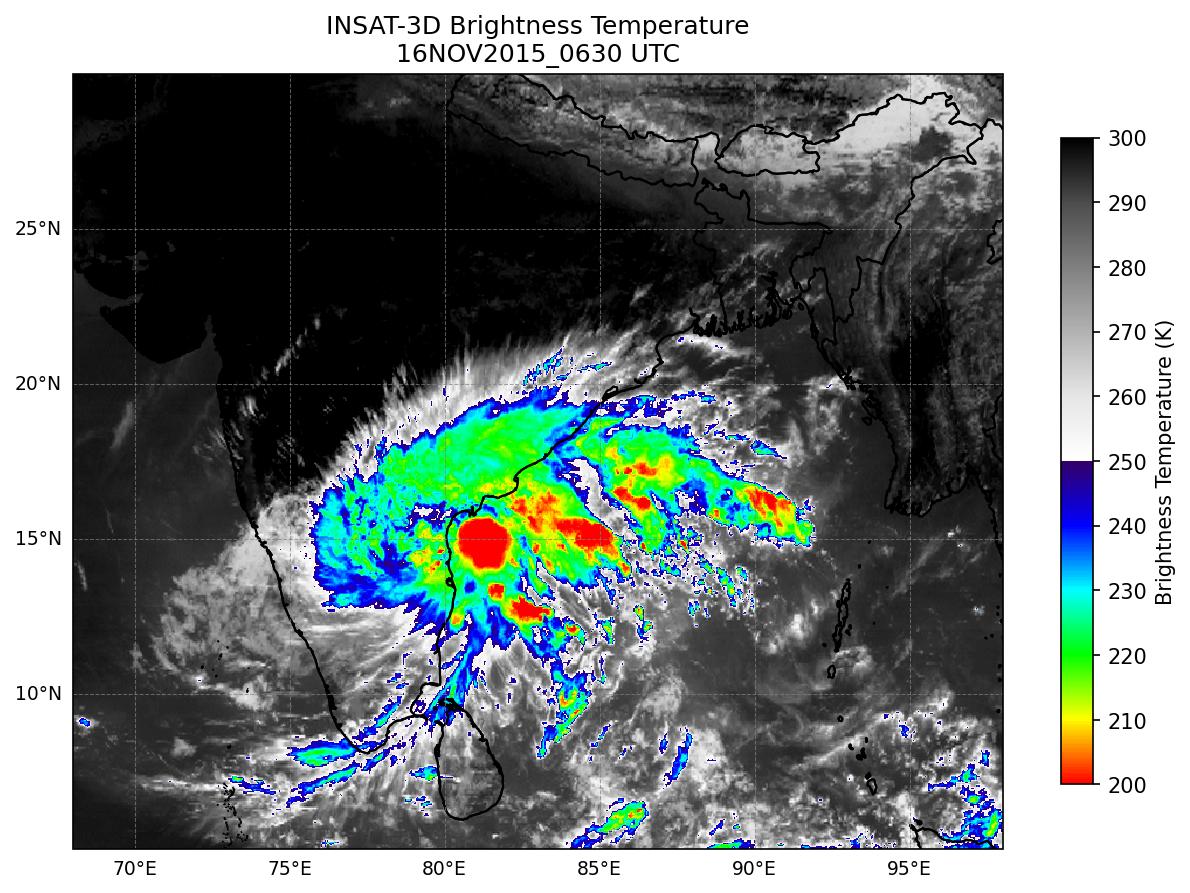 INSAT-3D Brightness Temperature
16NOV2015_0630 UTC
25°N
20°N
15°N
10°N
70°E
75°E
80°E
85°E
90°E
95°E
300
290
280
270
260
250
240
230
220
210
200
Brightness Temperature (K)